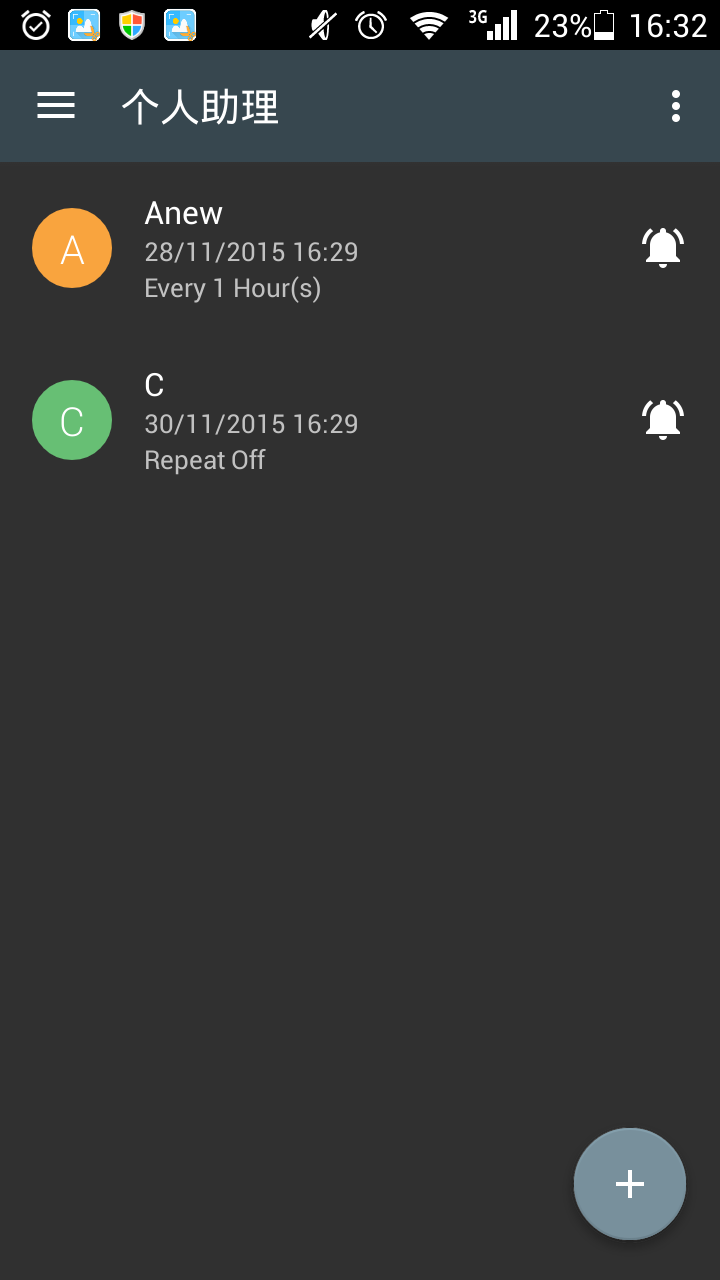 3G 23% 16:32
个人助理
A
Anew
28/11/2015 16:29
Every 1 Hour(s)
C
C
30/11/2015 16:29
Repeat Off
+